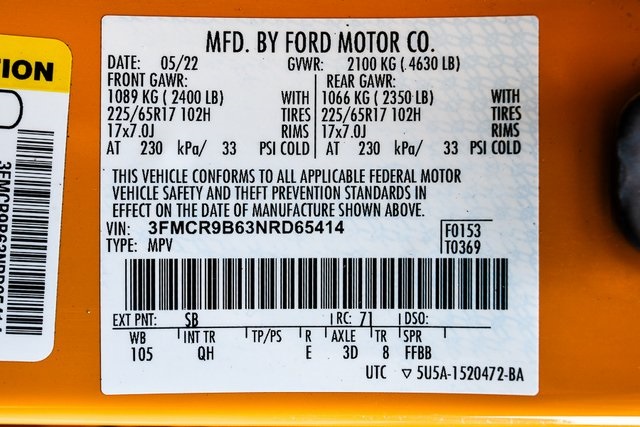 MFD. BY FORD MOTOR CO.
DATE: 05/22 GVWR: 2100 KG ( 4630 LB)
FRONT GAWR: REAR GAWR:
1089 KG ( 2400 LB) WITH 1066 KG ( 2350 LB) WITH
225/65R17 102H TIRES 225/65R17 102H TIRES
17x7.0J RIMS 17x7.0J RIMS
AT 230 kPa/ 33 PSI COLD AT 230 kPa/ 33 PSI COLD
THIS VEHICLE CONFORMS TO ALL APPLICABLE FEDERAL MOTOR
VEHICLE SAFETY AND THEFT PREVENTION STANDARDS IN
EFFECT ON THE DATE OF MANUFACTURE SHOWN ABOVE.
VIN: 3FMCR9B63NRD65414 F0153
TYPE: MPV T0369
EXT PNT: SB RC: 71 DSO:
WB INT TR TP/PS R AXLE TR SPR
105 QH E 3D 8 FFBB
UTC ▽ 5U5A-1520472-BA
ION
3FMCR9B63NRD65414